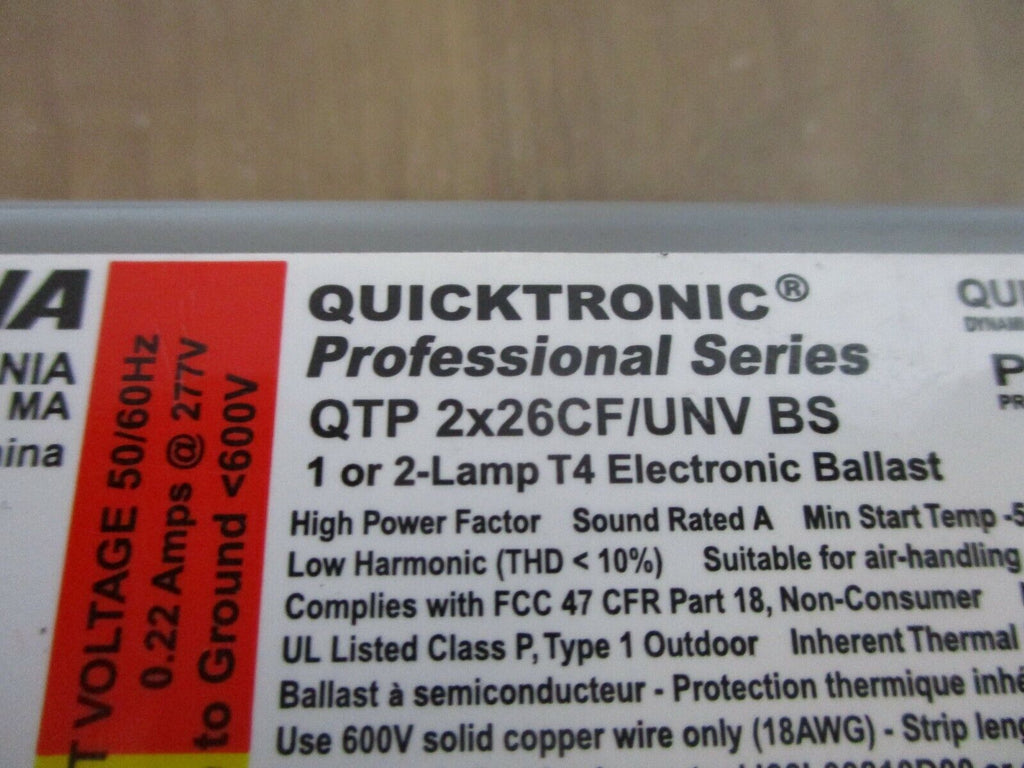 NIA
MA
VOLTAGE 50/60Hz
0.22 Amps @ 277V
to Ground <600V
QUICKTRONIC®
Professional Series
QTP 2x26CF/UNV BS
1 or 2-Lamp T4 Electronic Ballast
High Power Factor Sound Rated A Min Start Temp -5
Low Harmonic (THD < 10%) Suitable for air-handling
Complies with FCC 47 CFR Part 18, Non-Consumer
UL Listed Class P, Type 1 Outdoor Inherent Thermal
Ballast à semiconducteur - Protection thermique inhé
Use 600V solid copper wire only (18AWG) - Strip leng